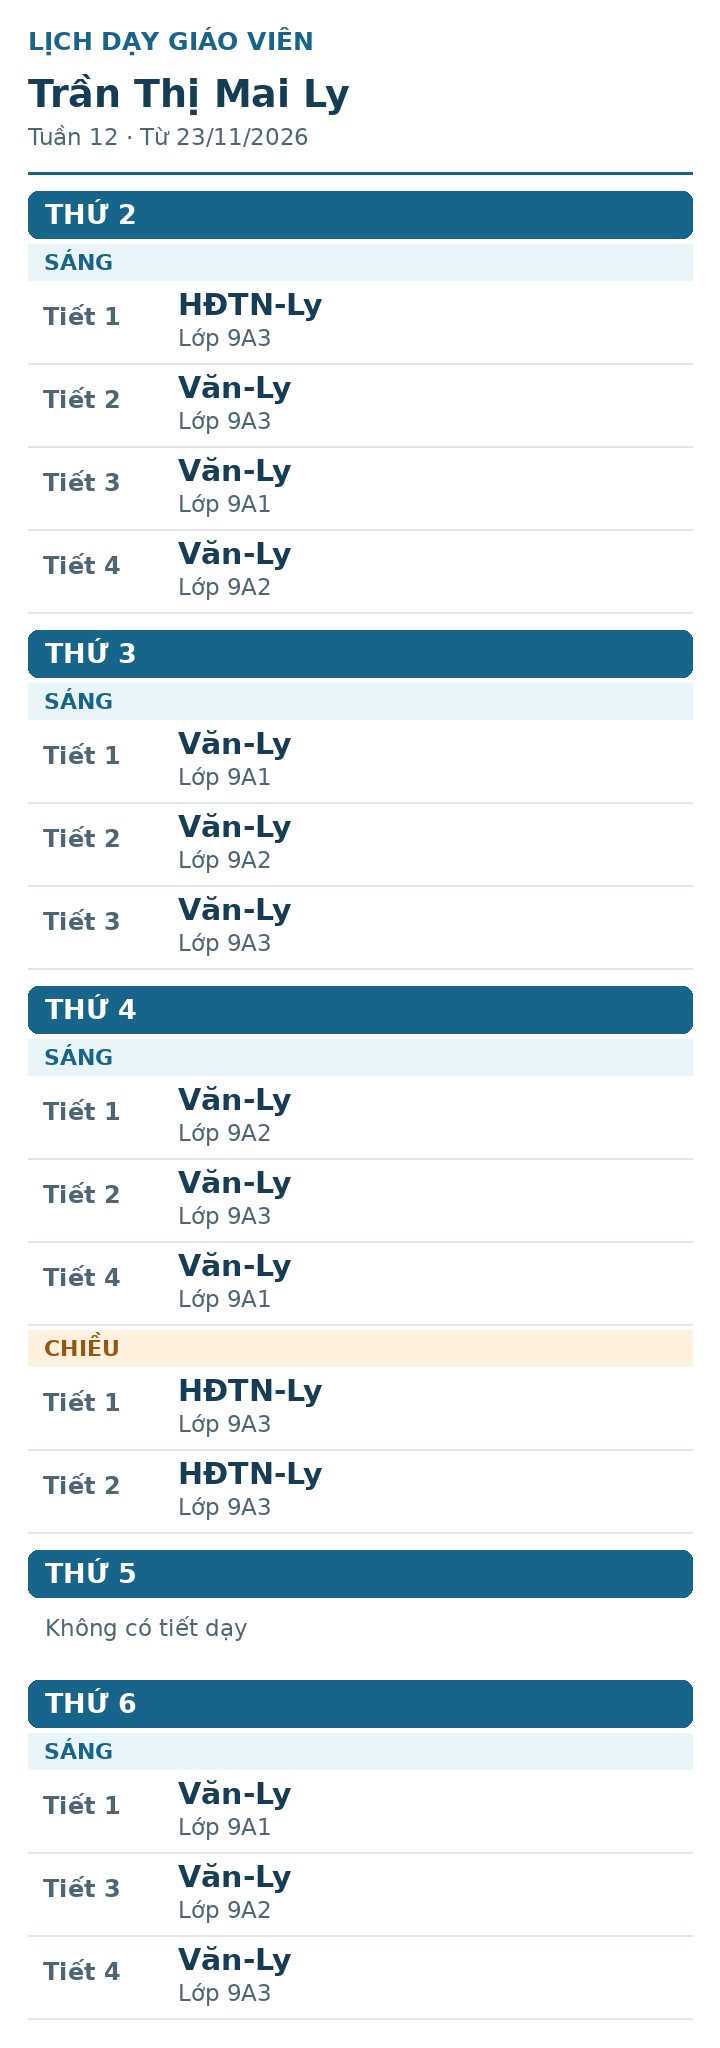 LỊCH DẠY GIÁO VIÊN
Trần Thị Mai Ly
Tuần 12 · Từ 23/11/2026
THỨ 2
SÁNG
Tiết 1 HĐTN-Ly
Lớp 9A3
Tiết 2 Văn-Ly
Lớp 9A3
Tiết 3 Văn-Ly
Lớp 9A1
Tiết 4 Văn-Ly
Lớp 9A2
THỨ 3
SÁNG
Tiết 1 Văn-Ly
Lớp 9A1
Tiết 2 Văn-Ly
Lớp 9A2
Tiết 3 Văn-Ly
Lớp 9A3
THỨ 4
SÁNG
Tiết 1 Văn-Ly
Lớp 9A2
Tiết 2 Văn-Ly
Lớp 9A3
Tiết 4 Văn-Ly
Lớp 9A1
CHIỀU
Tiết 1 HĐTN-Ly
Lớp 9A3
Tiết 2 HĐTN-Ly
Lớp 9A3
THỨ 5
Không có tiết dạy
THỨ 6
SÁNG
Tiết 1 Văn-Ly
Lớp 9A1
Tiết 3 Văn-Ly
Lớp 9A2
Tiết 4 Văn-Ly
Lớp 9A3